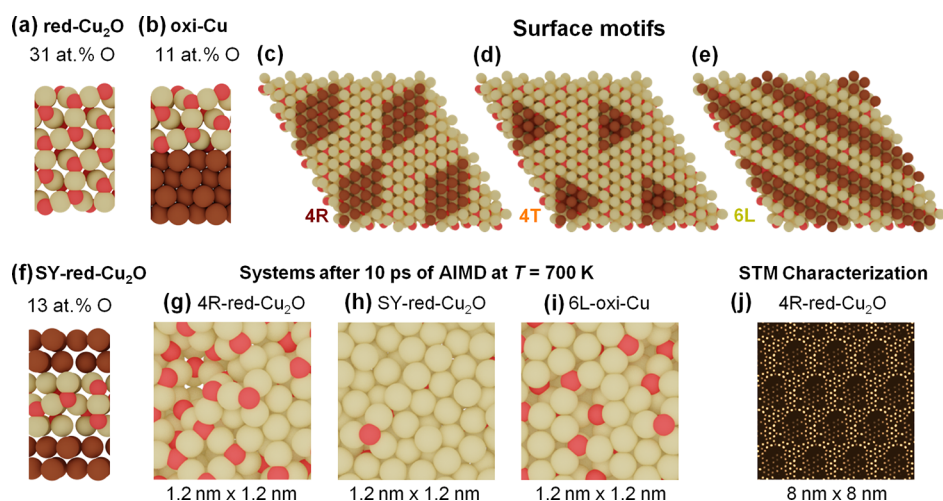 (a) red-Cu₂O
31 at.% O
(b) oxi-Cu
11 at.% O
Surface motifs
(c)
(d)
(e)
4R
4T
6L
(f) SY-red-Cu₂O
13 at.% O
Systems after 10 ps of AIMD at T = 700 K
(g) 4R-red-Cu₂O
1.2 nm x 1.2 nm
(h) SY-red-Cu₂O
1.2 nm x 1.2 nm
(i) 6L-oxi-Cu
1.2 nm x 1.2 nm
STM Characterization
(j) 4R-red-Cu₂O
8 nm x 8 nm